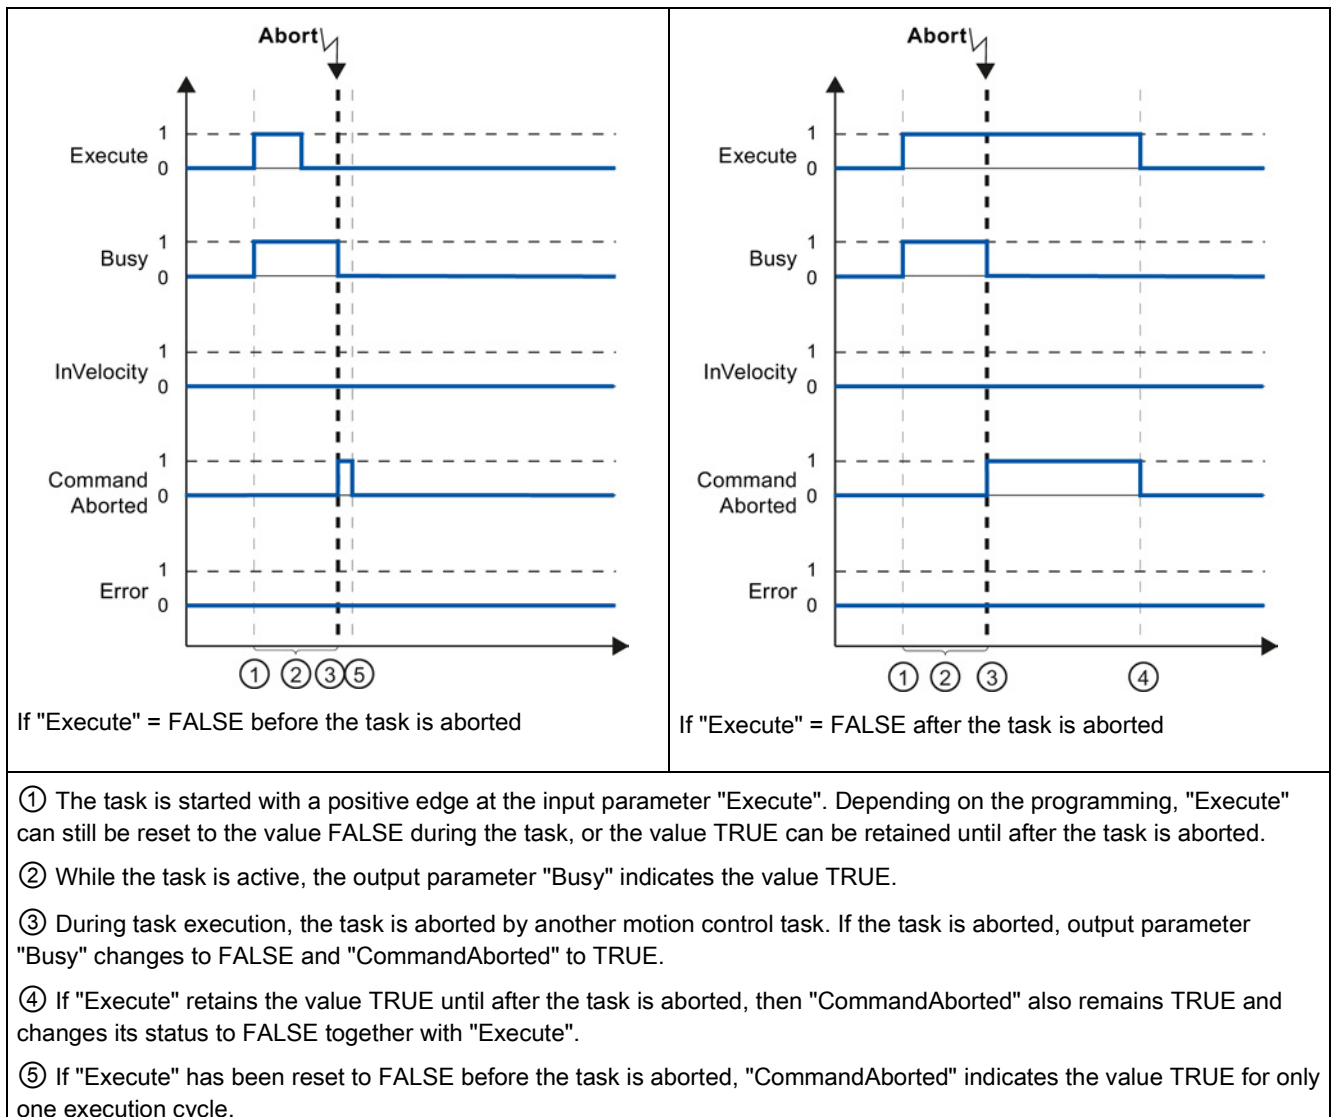 Abort
1
Execute
0
1
Busy
0
1
InVelocity
0
1
Command
Aborted
0
1
Error
0
① ② ③ ⑤
If "Execute" = FALSE before the task is aborted
Abort
1
Execute
0
1
Busy
0
1
InVelocity
0
1
Command
Aborted
0
1
Error
0
① ② ③ ④
If "Execute" = FALSE after the task is aborted
① The task is started with a positive edge at the input parameter "Execute". Depending on the programming, "Execute"
can still be reset to the value FALSE during the task, or the value TRUE can be retained until after the task is aborted.
② While the task is active, the output parameter "Busy" indicates the value TRUE.
③ During task execution, the task is aborted by another motion control task. If the task is aborted, output parameter
"Busy" changes to FALSE and "CommandAborted" to TRUE.
④ If "Execute" retains the value TRUE until after the task is aborted, then "CommandAborted" also remains TRUE and
changes its status to FALSE together with "Execute".
⑤ If "Execute" has been reset to FALSE before the task is aborted, "CommandAborted" indicates the value TRUE for only
one execution cycle.